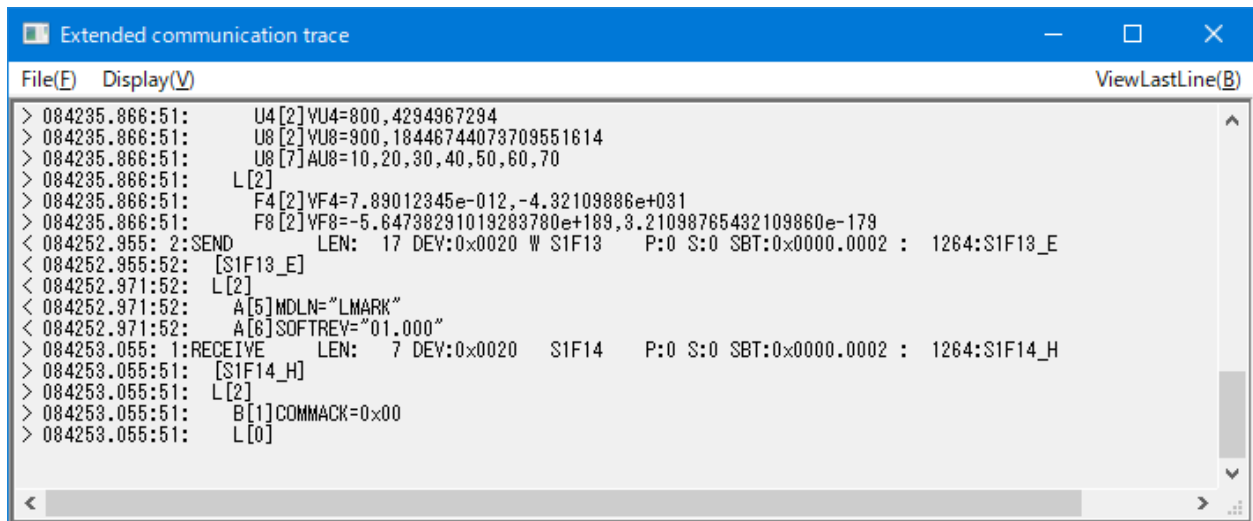 Extended communication trace
File(F) Display(V) ViewLastLine(B)
> 084235.866:51:        U4[2]VU4=800,4294967294
> 084235.866:51:        U8[2]VU8=900,18446744073709551614
> 084235.866:51:        U8[7]AU8=10,20,30,40,50,60,70
> 084235.866:51:      L[2]
> 084235.866:51:        F4[2]VF4=7.89012345e-012,-4.32109886e+031
> 084235.866:51:        F8[2]VF8=-5.64738291019283780e+189,3.21098765432109860e-179
< 084252.955: 2:SEND        LEN:  17 DEV:0x0020 W S1F13    P:0 S:0 SBT:0x0000.0002 :  1264:S1F13_E
< 084252.955:52:   [S1F13_E]
< 084252.971:52:   L[2]
< 084252.971:52:     A[5]MDLN="LMARK"
< 084252.971:52:     A[6]SOFTREV="01.000"
> 084253.055: 1:RECEIVE     LEN:   7 DEV:0x0020   S1F14    P:0 S:0 SBT:0x0000.0002 :  1264:S1F14_H
> 084253.055:51:   [S1F14_H]
> 084253.055:51:   L[2]
> 084253.055:51:     B[1]COMMACK=0x00
> 084253.055:51:     L[0]